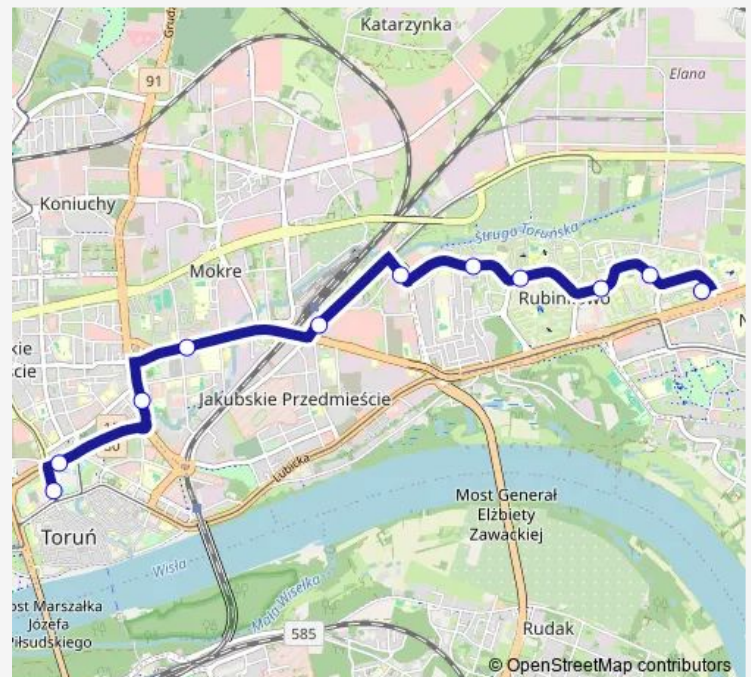 Katarzynka
Elana
91
Koniuchy
Struga Toruńska
Mokre
Rubinkowo
kie
cie
Jakubskie Przedmieście
Lubicka
Toruń
Most Generał
Elżbiety
Zawackiej
Wisła
Mała Wisełka
ost Marszałka
Józefa
Piłsudskiego
585
Rudak
© OpenStreetMap contributors